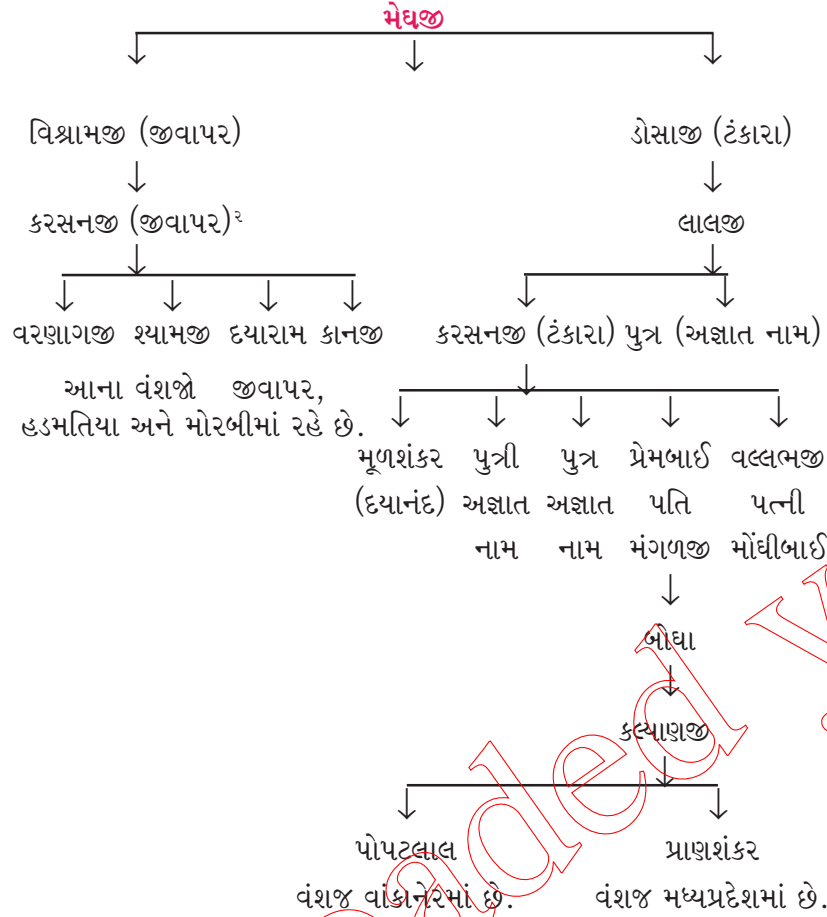 મેઘજી
વિશ્રામજી (જીવાપર) ડોસાજી (ટંકારા)
કરસનજી (જીવાપર)૨ લાલજી
વરણાગજી શ્યામજી દયારામ કાનજી કરસનજી (ટંકારા) પુત્ર (અજ્ઞાત નામ)
આના વંશજો જીવાપર,
હડમતિયા અને મોરબીમાં રહે છે.
મૂળશંકર પુત્રી પુત્ર પ્રેમબાઈ વલ્લભજી
(દયાનંદ) અજ્ઞાત અજ્ઞાત પતિ પત્ની
નામ નામ મંગળજી મોંઘીબાઈ
બોઘા
કલ્યાણજી
પોપટલાલ પ્રાણશંકર
વંશજ વાંકાનેરમાં છે. વંશજ મધ્યપ્રદેશમાં છે.